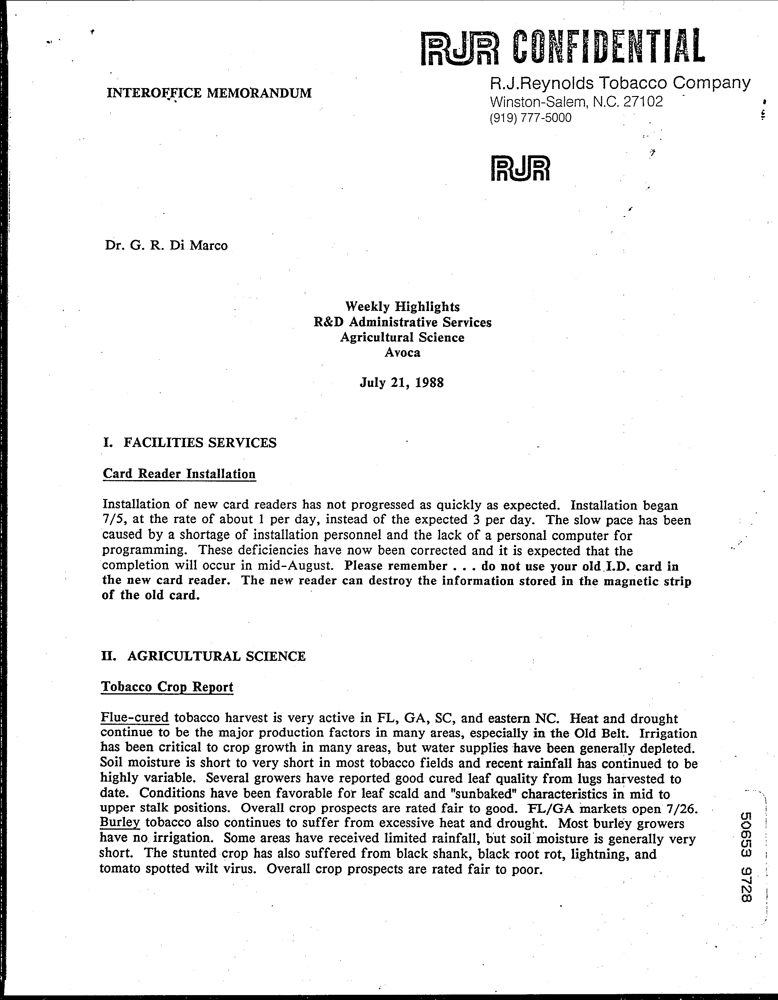 RJR CONFIDENTIAL
R.J.Reynolds Tobacco Company
INTEROFFICE MEMORANDUM
Winston-Salem, N.C. 27102
(919) 777-5000
RJR
Dr. G. R. Di Marco
Weekly Highlights
R&D Administrative Services
Agricultural Science
Avoca
July 21, 1988
I. FACILITIES SERVICES
Card Reader Installation
Installation of new card readers has not progressed as quickly as expected. Installation began
7/5, at the rate of about 1 per day, instead of the expected 3 per day. The slow pace has been
caused by a shortage of installation personnel and the lack of a personal computer for
programming. These deficiencies have now been corrected and it is expected that the
completion will occur in mid-August. Please remember . . . do not use your old I.D. card in
the new card reader. The new reader can destroy the information stored in the magnetic strip
of the old card.
II. AGRICULTURAL SCIENCE
Tobacco Crop Report
Flue-cured tobacco harvest is very active in FL, GA, SC, and eastern NC. Heat and drought
continue to be the major production factors in many areas, especially in the Old Belt. Irrigation
has been critical to crop growth in many areas, but water supplies have been generally depleted.
Soil moisture is short to very short in most tobacco fields and recent rainfall has continued to be
highly variable. Several growers have reported good cured leaf quality from lugs harvested to
date. Conditions have been favorable for leaf scald and "sunbaked" characteristics in mid to
upper stalk positions. Overall crop prospects are rated fair to good. FL/GA markets open 7/26.
Burley tobacco also continues to suffer from excessive heat and drought. Most burley growers
have no irrigation. Some areas have received limited rainfall, but soil moisture is generally very
short. The stunted crop has also suffered from black shank, black root rot, lightning, and
tomato spotted wilt virus. Overall crop prospects are rated fair to poor.
50653 9728